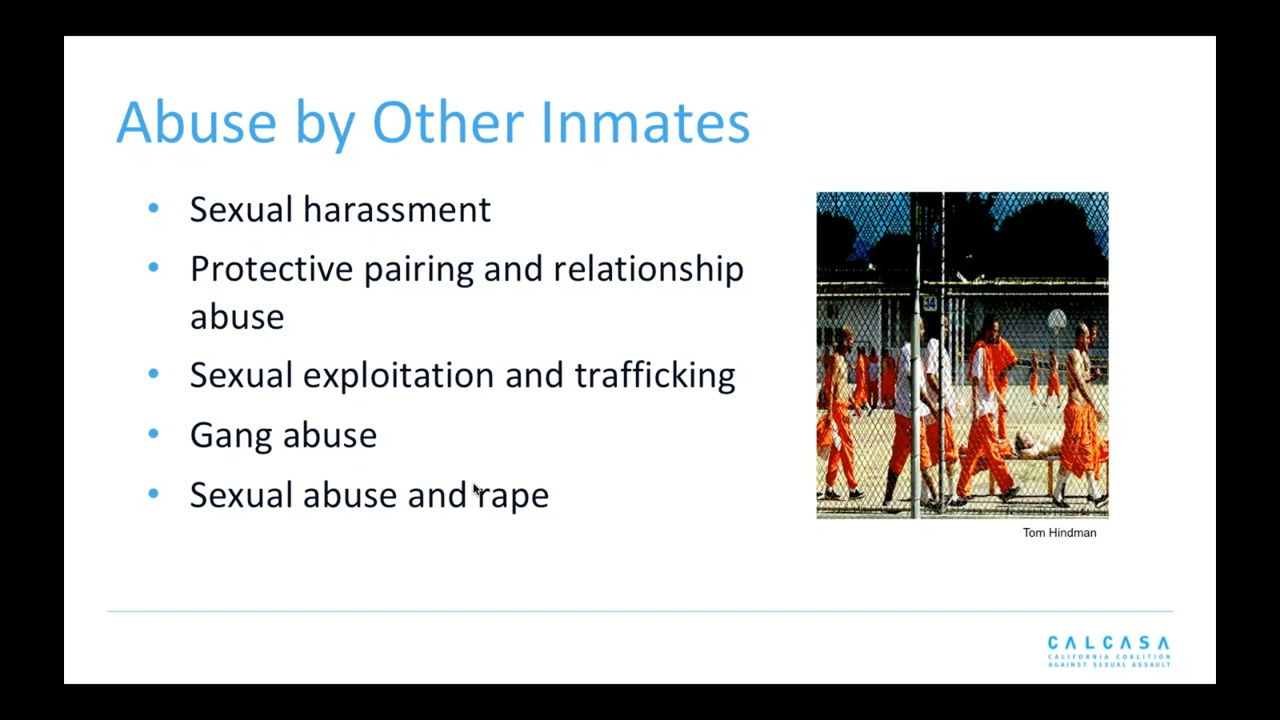 Abuse by Other Inmates
• Sexual harassment
• Protective pairing and relationship
abuse
• Sexual exploitation and trafficking
• Gang abuse
• Sexual abuse and rape
14
Tom Hindman
CALCASA
CALIFORNIA COALITION
AGAINST SEXUAL ASSAULT